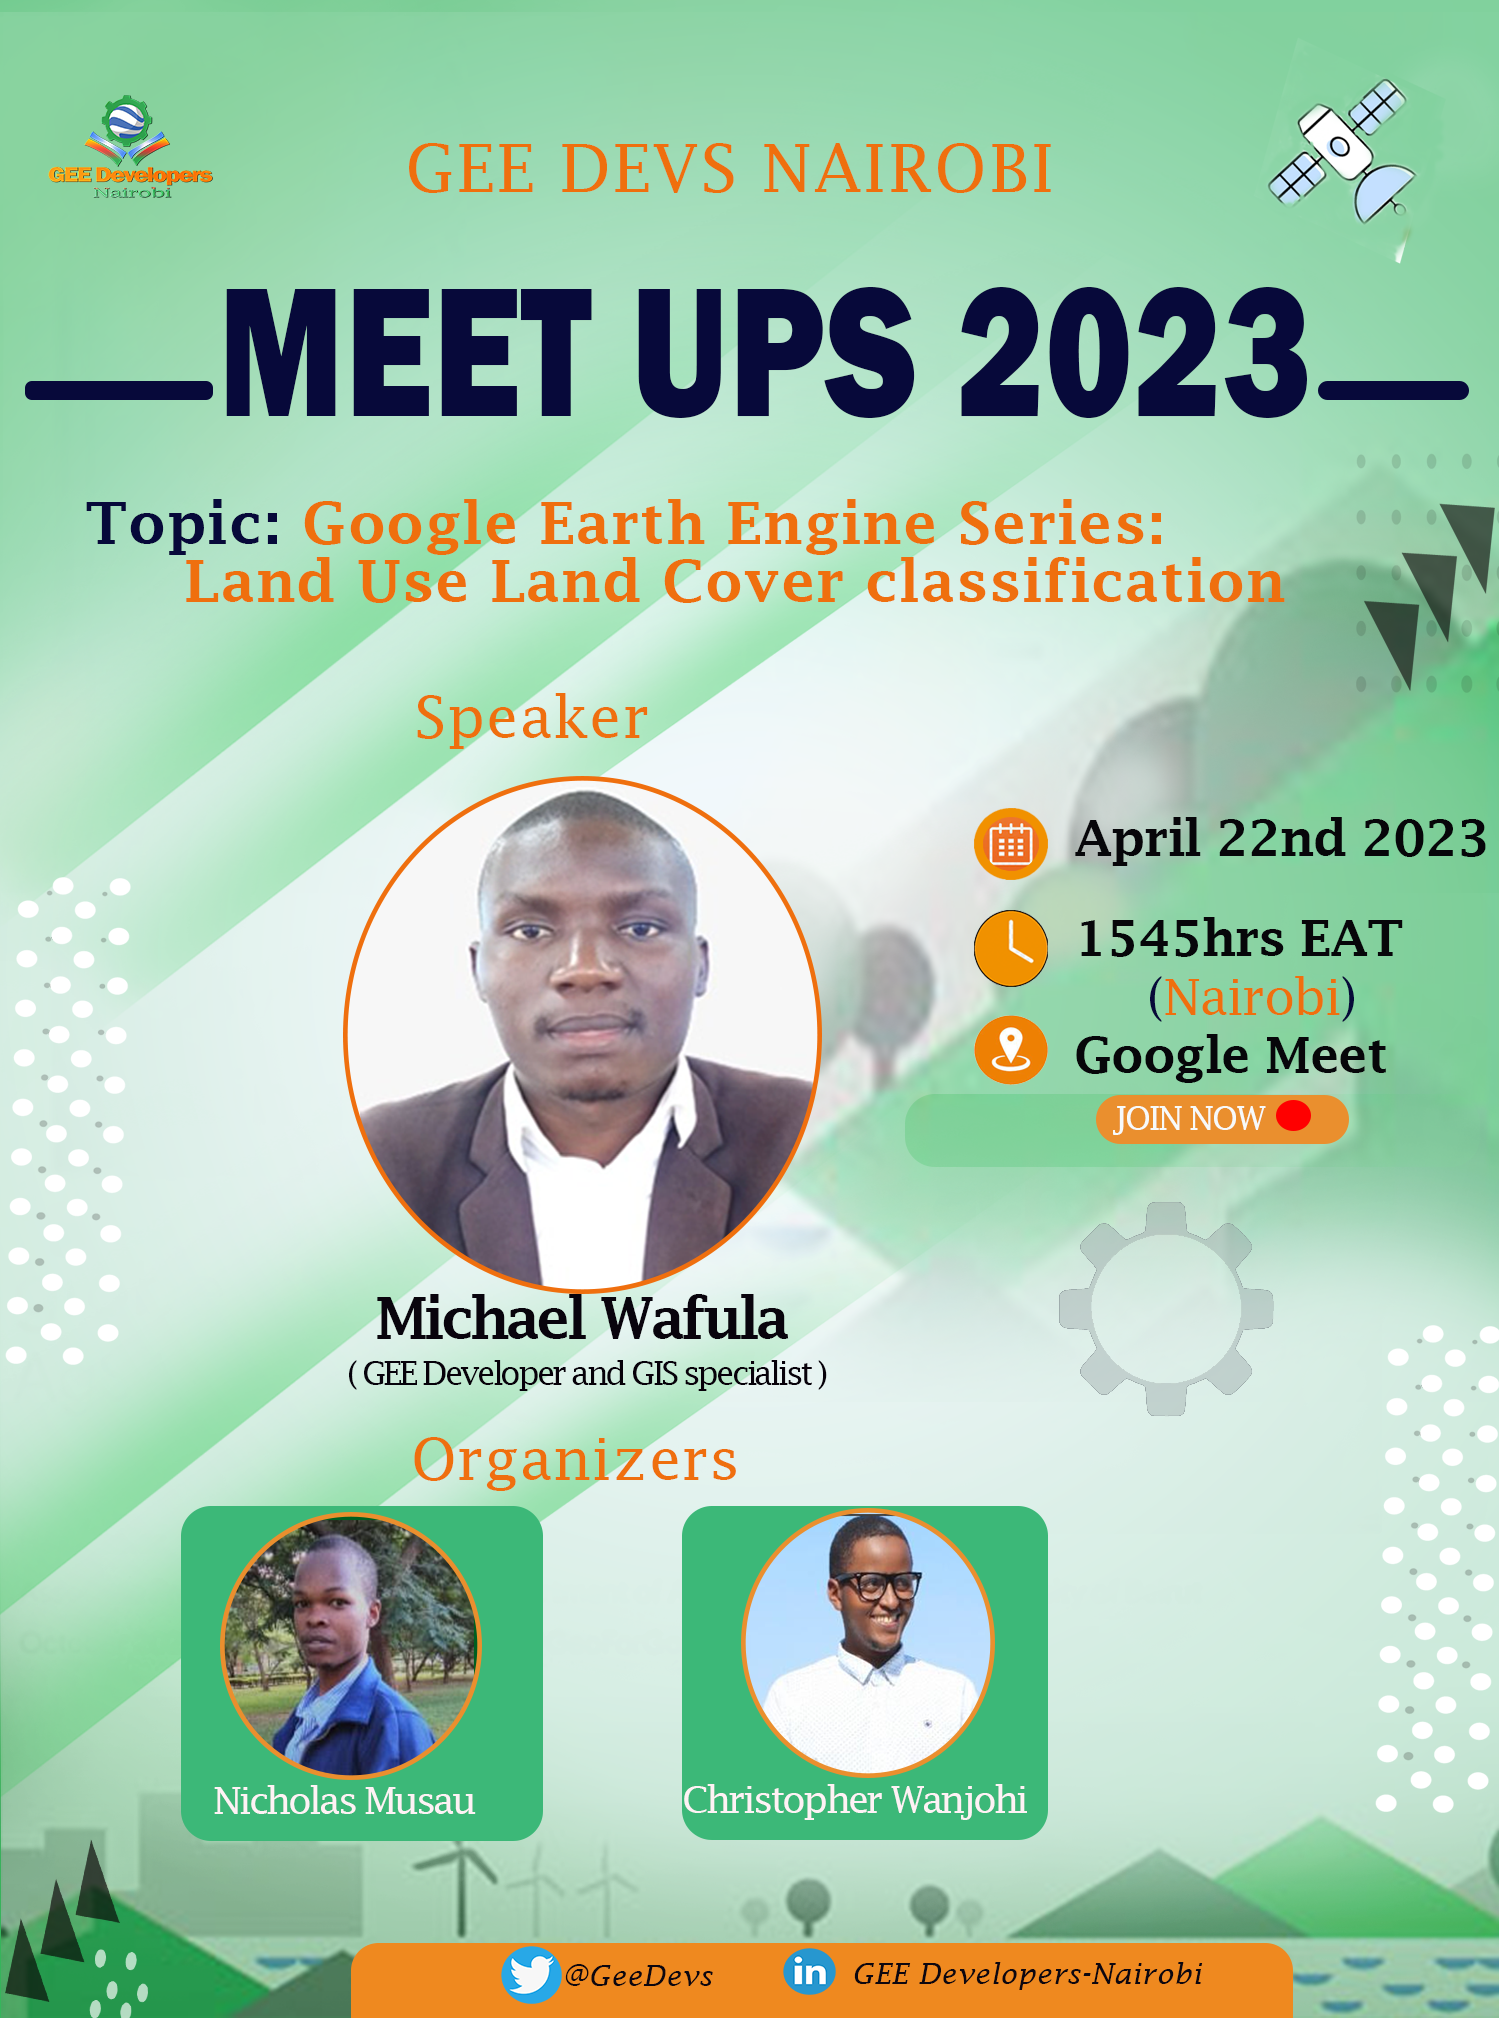 GEE Developers
Nairobi
GEE DEVS NAIROBI
MEET UPS 2023
Topic: Google Earth Engine Series:
Land Use Land Cover classification
Speaker
April 22nd 2023
1545hrs EAT
(Nairobi)
Google Meet
JOIN NOW
Michael Wafula
( GEE Developer and GIS specialist )
Organizers
Nicholas Musau
Christopher Wanjohi
@GeeDevs
in
GEE Developers-Nairobi